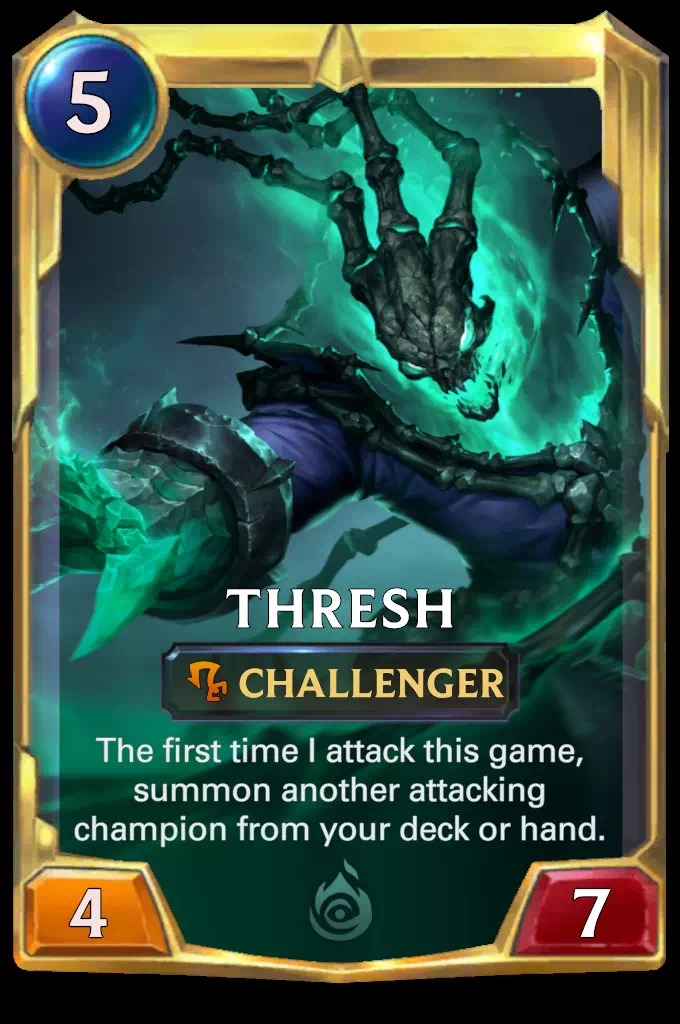 5
THRESH
CHALLENGER
The first time I attack this game,
summon another attacking
champion from your deck or hand.
4
7